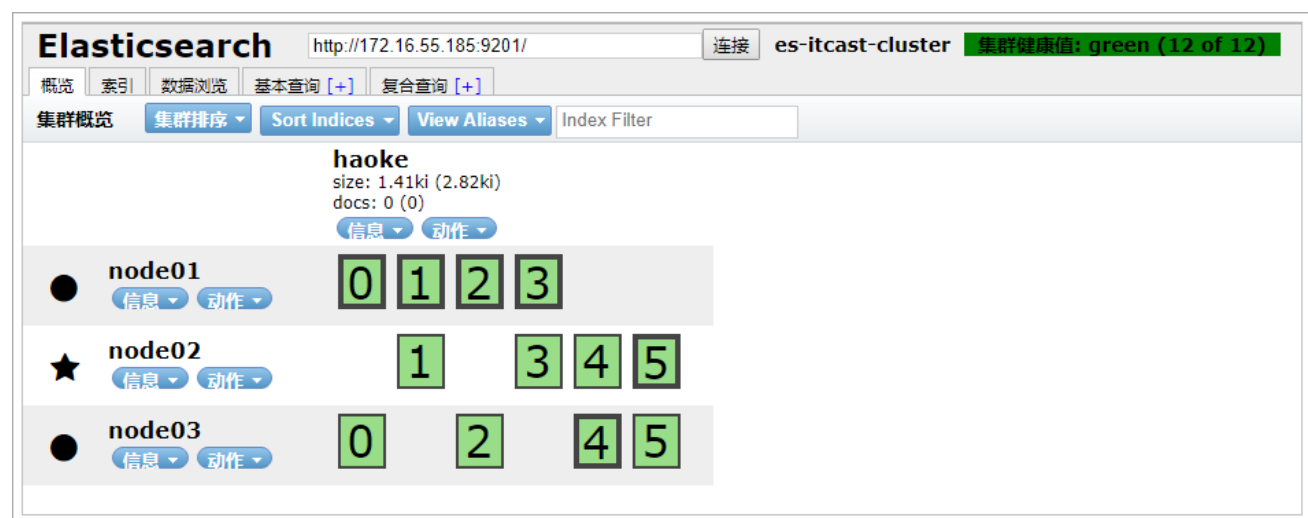 Elasticsearch http://172.16.55.185:9201/ 连接 es-itcast-cluster 集群健康值: green (12 of 12)
概览 索引 数据浏览 基本查询 [+] 复合查询 [+]
集群概览 集群排序 Sort Indices View Aliases Index Filter
haoke
size: 1.41ki (2.82ki)
docs: 0 (0)
信息 动作
node01 0 1 2 3
信息 动作
node02 1 3 4 5
信息 动作
node03 0 2 4 5
信息 动作